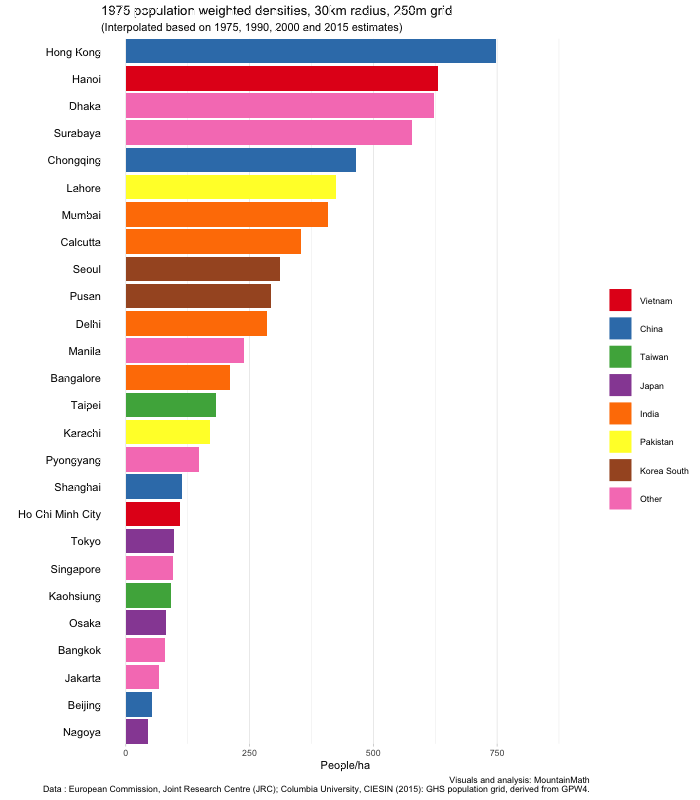 1975 population weighted densities, 30km radius, 250m grid
(Interpolated based on 1975, 1990, 2000 and 2015 estimates)
Hong Kong
Hanoi
Dhaka
Surabaya
Chongqing
Lahore
Mumbai
Calcutta
Seoul
Pusan
Delhi
Manila
Bangalore
Taipei
Karachi
Pyongyang
Shanghai
Ho Chi Minh City
Tokyo
Singapore
Kaohsiung
Osaka
Bangkok
Jakarta
Beijing
Nagoya
0 250 500 750
People/ha
Vietnam
China
Taiwan
Japan
India
Pakistan
Korea South
Other
Visuals and analysis: MountainMath
Data : European Commission, Joint Research Centre (JRC); Columbia University, CIESIN (2015): GHS population grid, derived from GPW4.